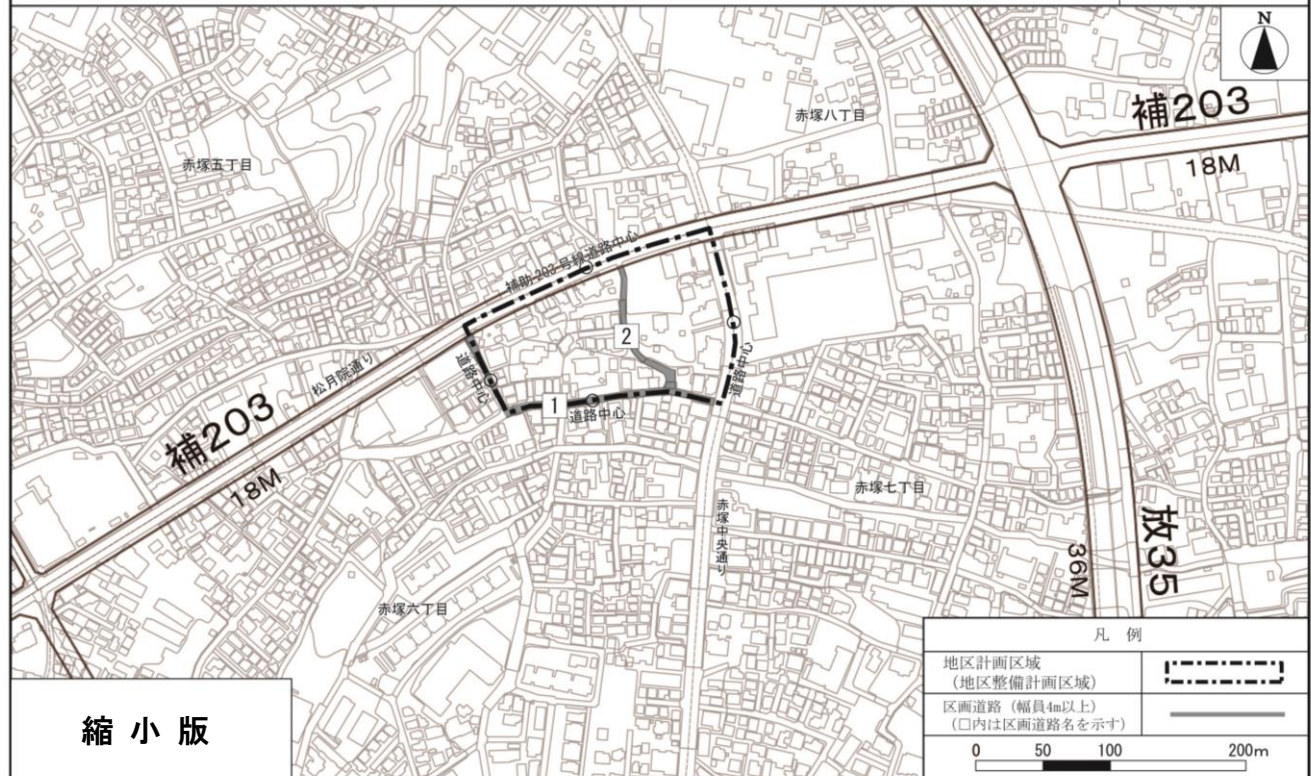 N
補203
18M
赤塚八丁目
赤塚五丁目
補助203号線道路中心
2
道路中心
松月院通り
道路中心
1
道路中心
補203
18M
赤塚七丁目
赤塚中央通り
放35
36M
赤塚六丁目
縮小版
凡 例
地区計画区域
(地区整備計画区域)
区画道路(幅員4m以上)
(□内は区画道路名を示す)
0 50 100 200m